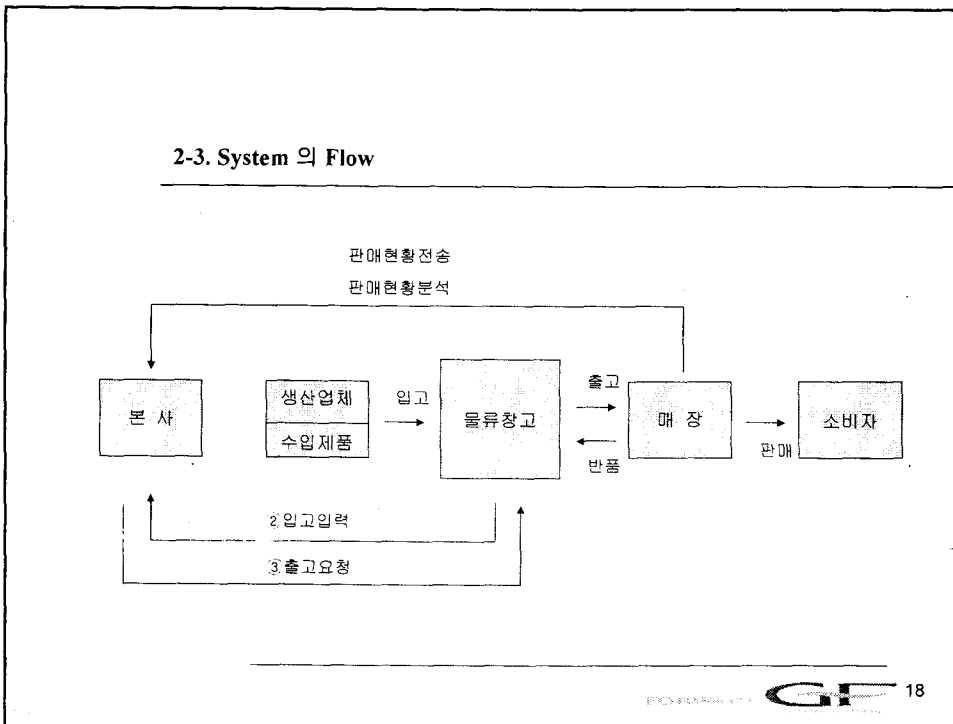 2-3. System 의 Flow
판매현황전송
판매현황분석
본 사
생산업체
수입제품
입고
물류창고
출고
반품
매 장
판매
소비자
②입고입력
③출고요청
GF
18